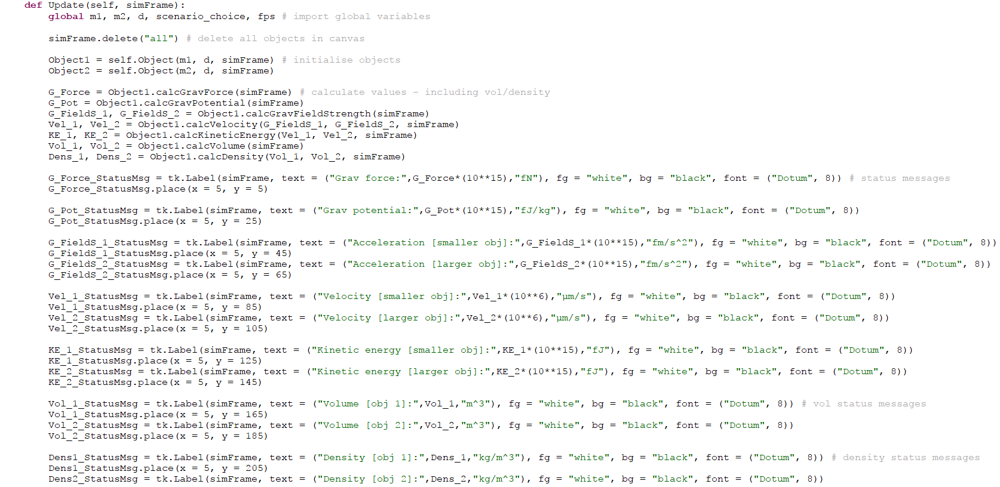 def Update(self, simFrame):
global m1, m2, d, scenario_choice, fps # import global variables
simFrame.delete("all") # delete all objects in canvas
Object1 = self.Object(m1, d, simFrame) # initialise objects
Object2 = self.Object(m2, d, simFrame)
G_Force = Object1.calcGravForce(simFrame) # calculate values - including vol/density
G_Pot = Object1.calcGravPotential(simFrame)
G_FieldS_1, G_FieldS_2 = Object1.calcGravFieldStrength(simFrame)
Vel_1, Vel_2 = Object1.calcVelocity(G_FieldS_1, G_FieldS_2, simFrame)
KE_1, KE_2 = Object1.calcKineticEnergy(Vel_1, Vel_2, simFrame)
Vol_1, Vol_2 = Object1.calcVolume(simFrame)
Dens_1, Dens_2 = Object1.calcDensity(Vol_1, Vol_2, simFrame)
G_Force_StatusMsg = tk.Label(simFrame, text = ("Grav force:",G_Force*(10**15),"fN"), fg = "white", bg = "black", font = ("Dotum", 8)) # status messages
G_Force_StatusMsg.place(x = 5, y = 5)
G_Pot_StatusMsg = tk.Label(simFrame, text = ("Grav potential:",G_Pot*(10**15),"fJ/kg"), fg = "white", bg = "black", font = ("Dotum", 8))
G_Pot_StatusMsg.place(x = 5, y = 25)
G_FieldS_1_StatusMsg = tk.Label(simFrame, text = ("Acceleration [smaller obj]:",G_FieldS_1*(10**15),"fm/s^2"), fg = "white", bg = "black", font = ("Dotum", 8))
G_FieldS_1_StatusMsg.place(x = 5, y = 45)
G_FieldS_2_StatusMsg = tk.Label(simFrame, text = ("Acceleration [larger obj]:",G_FieldS_2*(10**15),"fm/s^2"), fg = "white", bg = "black", font = ("Dotum", 8))
G_FieldS_2_StatusMsg.place(x = 5, y = 65)
Vel_1_StatusMsg = tk.Label(simFrame, text = ("Velocity [smaller obj]:",Vel_1*(10**6),"µm/s"), fg = "white", bg = "black", font = ("Dotum", 8))
Vel_1_StatusMsg.place(x = 5, y = 85)
Vel_2_StatusMsg = tk.Label(simFrame, text = ("Velocity [larger obj]:",Vel_2*(10**6),"µm/s"), fg = "white", bg = "black", font = ("Dotum", 8))
Vel_2_StatusMsg.place(x = 5, y = 105)
KE_1_StatusMsg = tk.Label(simFrame, text = ("Kinetic energy [smaller obj]:",KE_1*(10**15),"fJ"), fg = "white", bg = "black", font = ("Dotum", 8))
KE_1_StatusMsg.place(x = 5, y = 125)
KE_2_StatusMsg = tk.Label(simFrame, text = ("Kinetic energy [larger obj]:",KE_2*(10**15),"fJ"), fg = "white", bg = "black", font = ("Dotum", 8))
KE_2_StatusMsg.place(x = 5, y = 145)
Vol_1_StatusMsg = tk.Label(simFrame, text = ("Volume [obj 1]:",Vol_1,"m^3"), fg = "white", bg = "black", font = ("Dotum", 8)) # vol status messages
Vol_1_StatusMsg.place(x = 5, y = 165)
Vol_2_StatusMsg = tk.Label(simFrame, text = ("Volume [obj 2]:",Vol_2,"m^3"), fg = "white", bg = "black", font = ("Dotum", 8))
Vol_2_StatusMsg.place(x = 5, y = 185)
Dens1_StatusMsg = tk.Label(simFrame, text = ("Density [obj 1]:",Dens_1,"kg/m^3"), fg = "white", bg = "black", font = ("Dotum", 8)) # density status messages
Dens1_StatusMsg.place(x = 5, y = 205)
Dens2_StatusMsg = tk.Label(simFrame, text = ("Density [obj 2]:",Dens_2,"kg/m^3"), fg = "white", bg = "black", font = ("Dotum", 8))